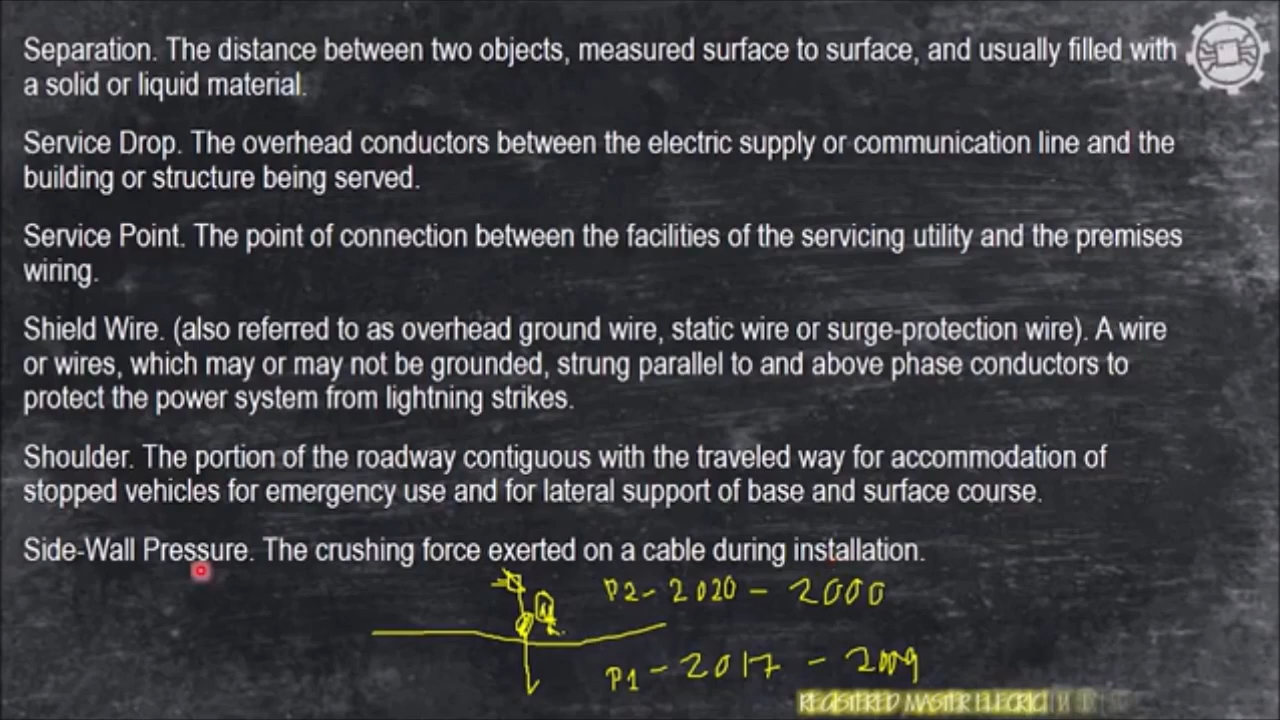 Separation. The distance between two objects, measured surface to surface, and usually filled with
a solid or liquid material.
Service Drop. The overhead conductors between the electric supply or communication line and the
building or structure being served.
Service Point. The point of connection between the facilities of the servicing utility and the premises
wiring.
Shield Wire. (also referred to as overhead ground wire, static wire or surge-protection wire). A wire
or wires, which may or may not be grounded, strung parallel to and above phase conductors to
protect the power system from lightning strikes.
Shoulder. The portion of the roadway contiguous with the traveled way for accommodation of
stopped vehicles for emergency use and for lateral support of base and surface course.
Side-Wall Pressure. The crushing force exerted on a cable during installation.
P2 - 2020 - 2000
P1 - 2017 - 2009
REGISTERED MASTER